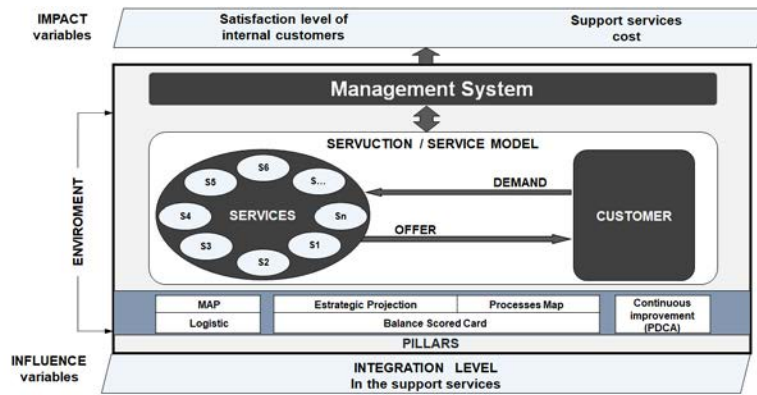 IMPACT
variables
Satisfaction level of
internal customers
Support services
cost
Management System
SERVUCTION / SERVICE MODEL
S6
S5
S....
S4
SERVICES
Sn
S3
S1
S2
DEMAND
OFFER
CUSTOMER
ENVIROMENT
MAP
Logistic
Estrategic Projection
Processes Map
Balance Scored Card
Continuous
improvement
(PDCA)
PILLARS
INFLUENCE
variables
INTEGRATION LEVEL
In the support services